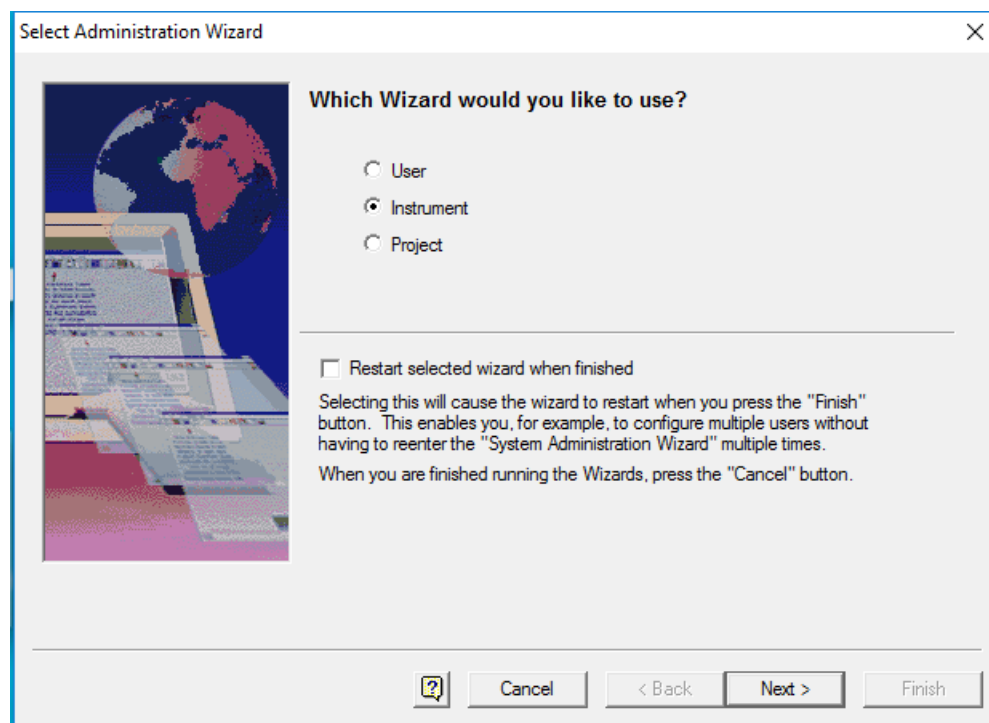 Select Administration Wizard
Which Wizard would you like to use?
User
Instrument
Project
Restart selected wizard when finished
Selecting this will cause the wizard to restart when you press the "Finish"
button. This enables you, for example, to configure multiple users without
having to reenter the "System Administration Wizard" multiple times.
When you are finished running the Wizards, press the "Cancel" button.
Cancel
< Back
Next >
Finish